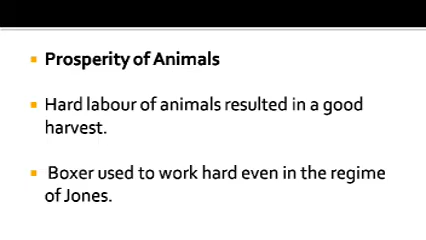 Prosperity of Animals
Hard labour of animals resulted in a good
harvest.
Boxer used to work hard even in the regime
of Jones.